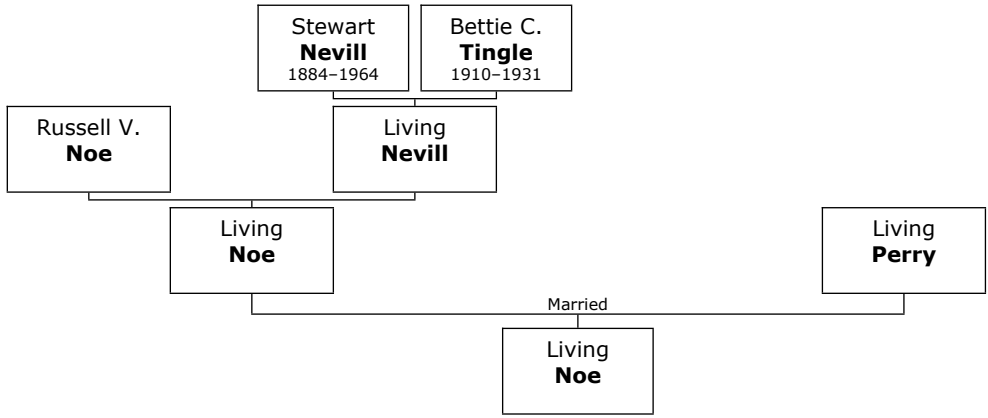 Stewart
Nevill
1884–1964
Bettie C.
Tingle
1910–1931
Russell V.
Noe
Living
Nevill
Living
Noe
Living
Perry
Married
Living
Noe